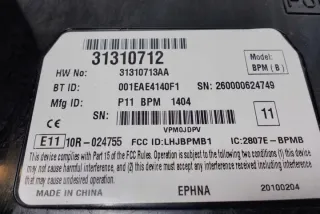 31310712
Model:
BPM ( B )
HW No: 31310713AA
BT ID: 001EAE4140F1 SN: 260000624749
Mfg ID: P11 BPM 1404
SN:
11
VPM0JDPV
CE
E11 10R-024755 FCC ID:LHJBPMB1 IC:2807E-BPMB
This device complies with Part 15 of the FCC Rules. Operation is subject to the following
two conditions: (1) this device may not cause harmful interference, and (2) this device
must accept any interference received, including interference that may cause undesired
operation.
EPHNA 20100204